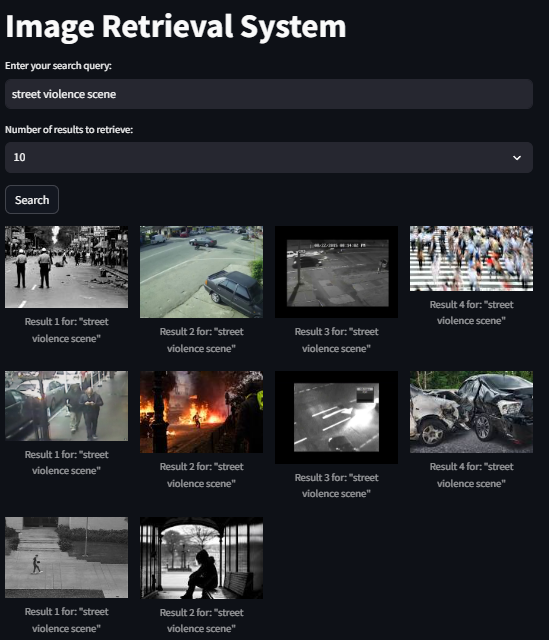 Image Retrieval System
Enter your search query:
street violence scene
Number of results to retrieve:
10
Search
Result 1 for: "street
violence scene"
Result 2 for: "street
violence scene"
Result 3 for: "street
violence scene"
Result 4 for: "street
violence scene"
Result 1 for: "street
violence scene"
Result 2 for: "street
violence scene"
Result 3 for: "street
violence scene"
Result 4 for: "street
violence scene"
Result 1 for: "street
violence scene"
Result 2 for: "street
violence scene"